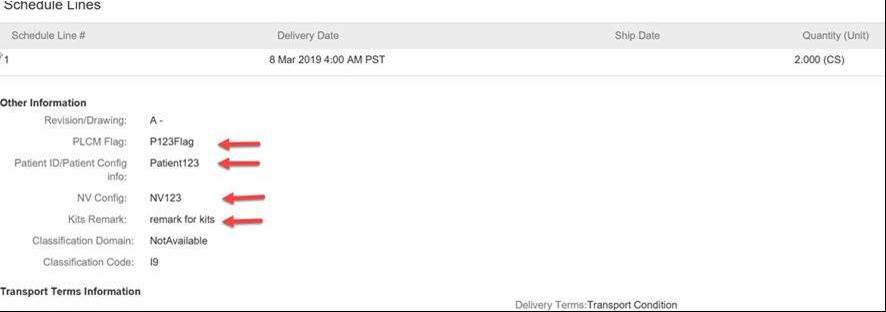 Schedule Lines
Schedule Line # Delivery Date Ship Date Quantity (Unit)
1 8 Mar 2019 4:00 AM PST 2.000 (CS)
Other Information
Revision/Drawing: A -
PLCM Flag: P123Flag
Patient ID/Patient Config Patient123
info:
NV Config: NV123
Kits Remark: remark for kits
Classification Domain: NotAvailable
Classification Code: I9
Transport Terms Information
Delivery Terms:Transport Condition